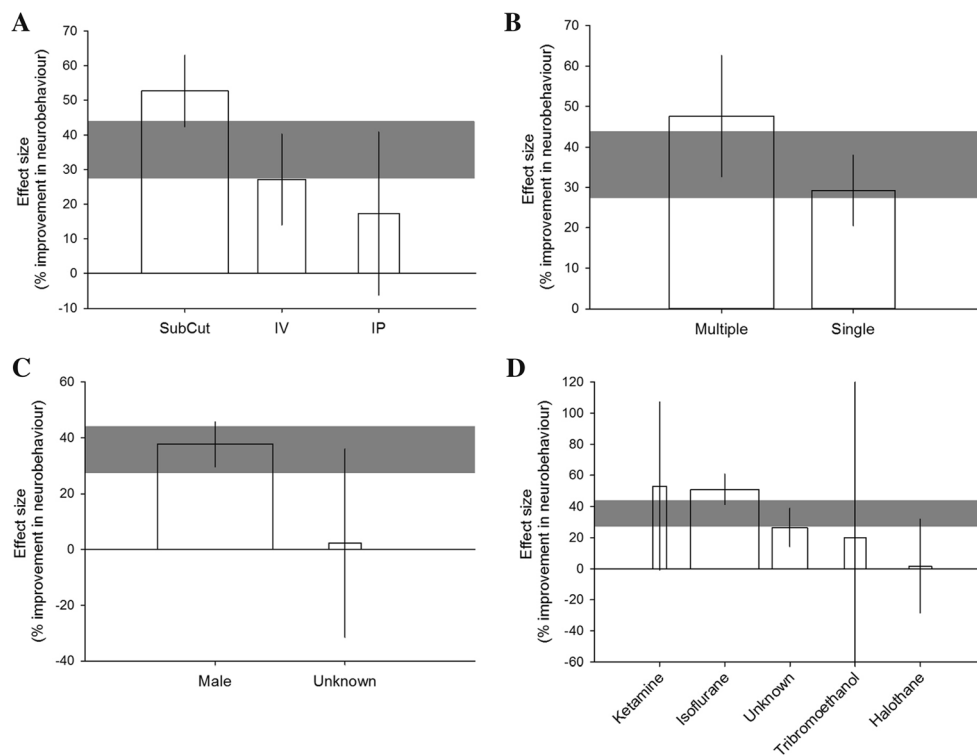 A
Effect size
(% improvement in neurobehaviour)
70
60
50
40
30
20
10
0
-10
SubCut IV IP
B
Effect size
(% improvement in neurobehaviour)
70
60
50
40
30
20
10
0
Multiple Single
C
Effect size
(% improvement in neurobehaviour)
60
40
20
0
-20
-40
Male Unknown
D
Effect size
(% improvement in neurobehaviour)
120
100
80
60
40
20
0
-20
-40
-60
Ketamine
Isoflurane
Unknown
Tribromoethanol
Halothane